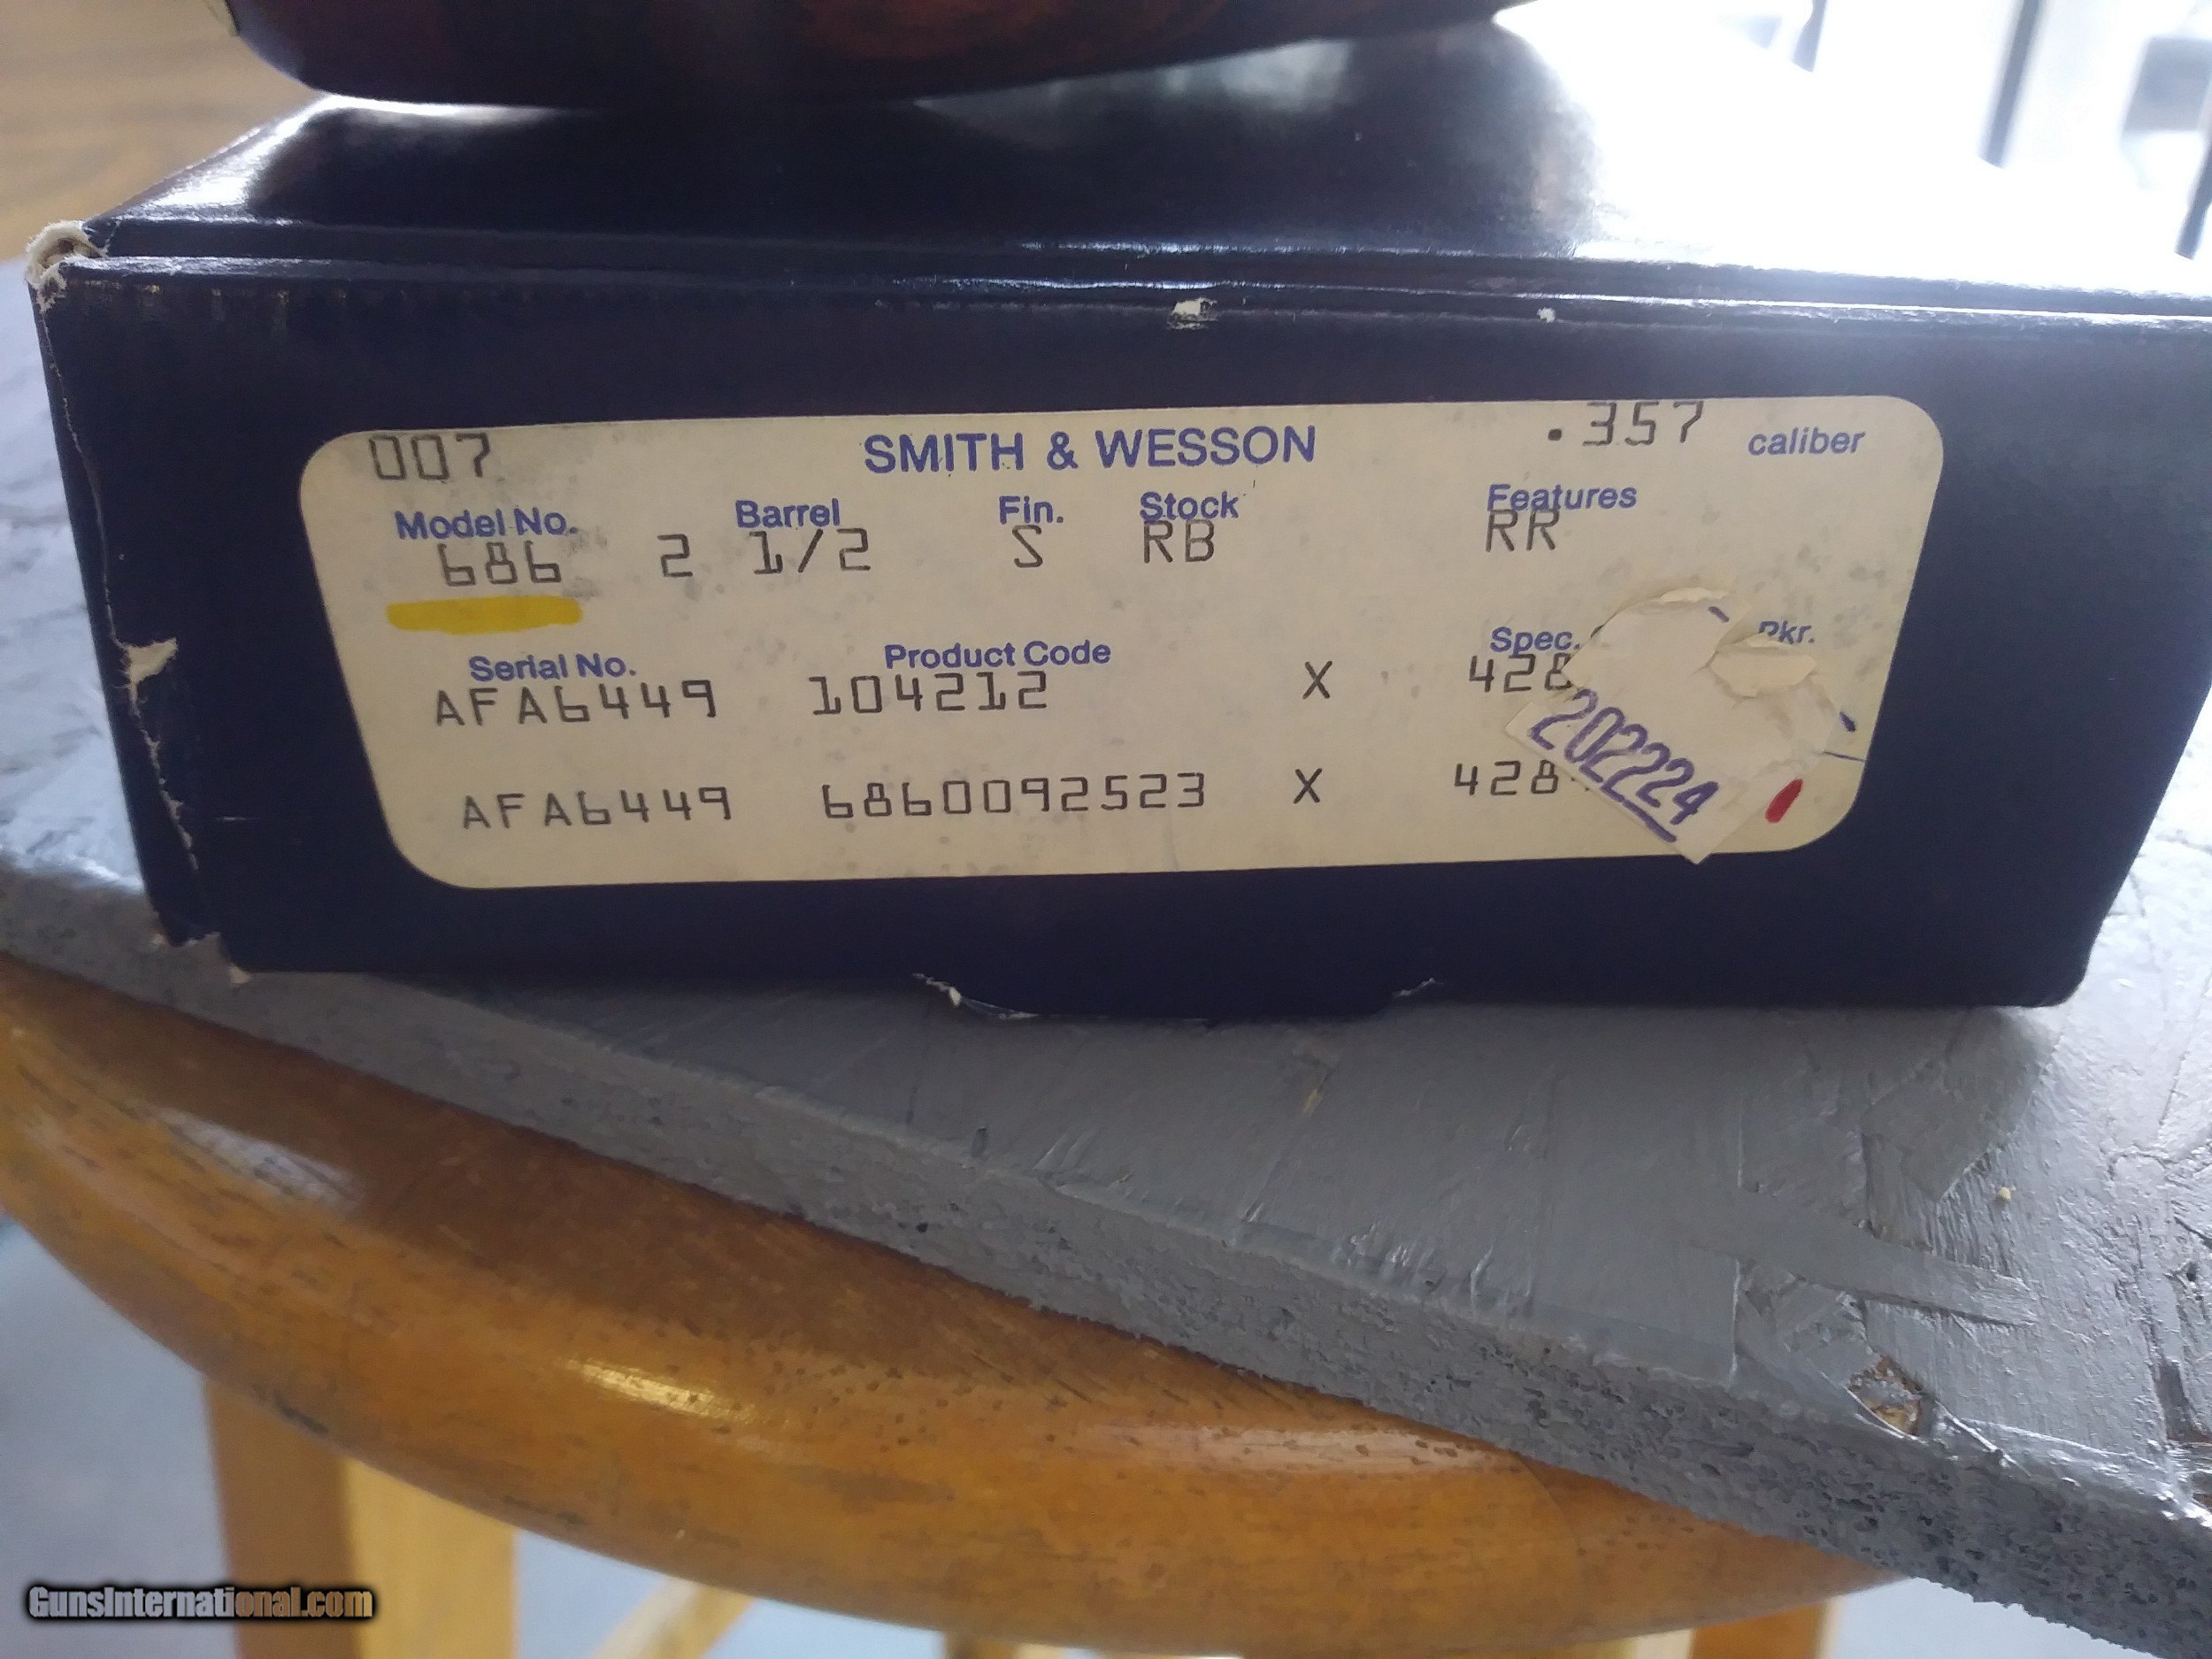 007 SMITH & WESSON .357 caliber
Model No. Barrel Fin. Stock Features
686 2 1/2 S RB RR
Serial No. Product Code Spec. Pkr.
AFA6449 104212 X 428
AFA6449 6860092523 X 428
202224
GunsInternational.com